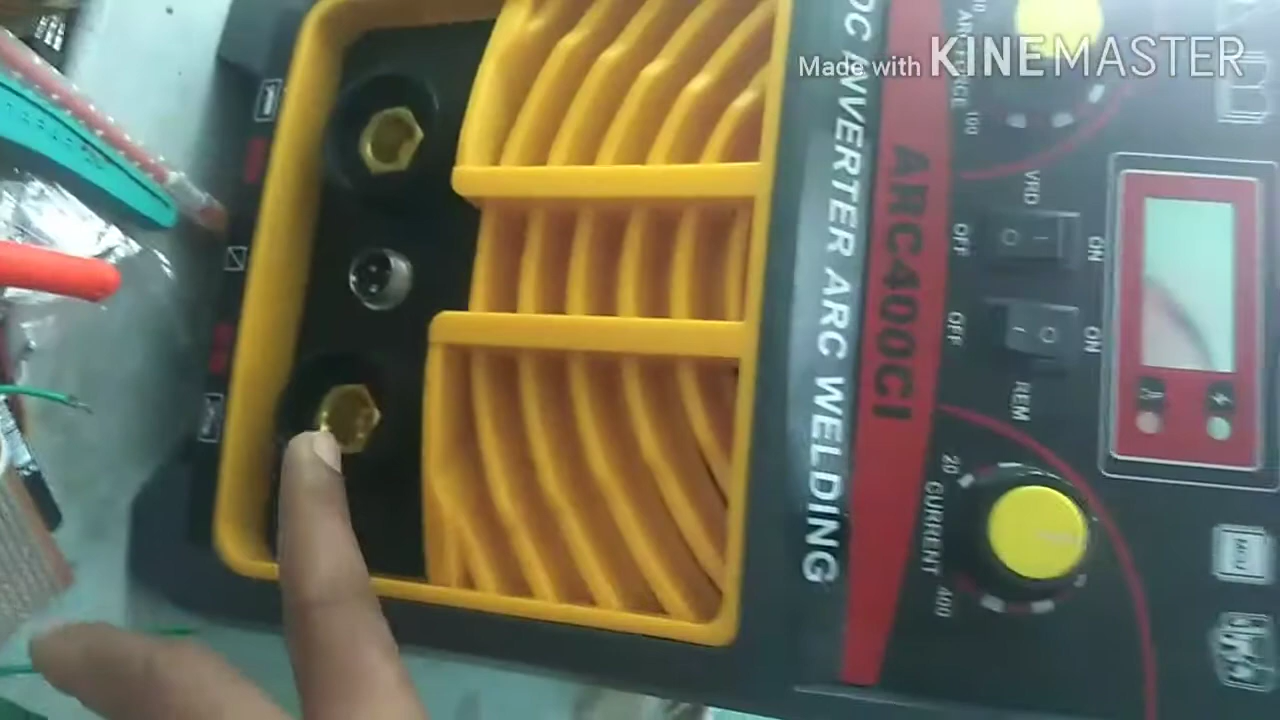 Made with KINEMASTER
DC INVERTER ARC WELDING
ARC400CI
ARC FORCE
100
VRD
OFF
ON
OFF
ON
REM
20
CURRENT
400